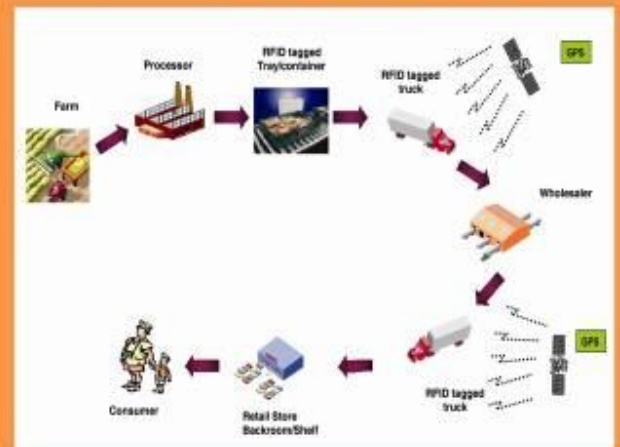 RFID tagged
Tray/container
GPS
Processor
RFID tagged
truck
Farm
Wholesaler
GPS
RFID tagged
truck
Consumer
Retail Store
Backroom/Shelf